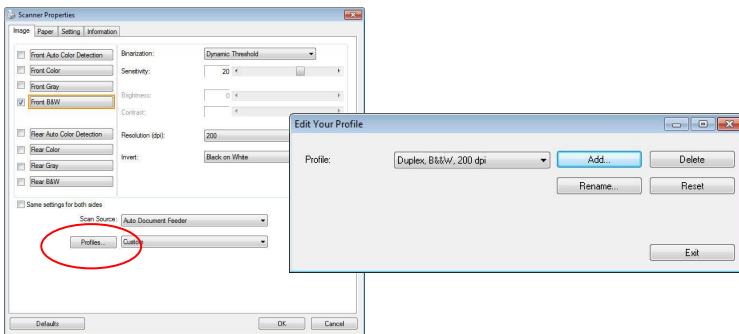 Scanner Properties
Image Paper Setting Information
Front Auto Color Detection
Front Color
Front Gray
Front B&W
Rear Auto Color Detection
Rear Color
Rear Gray
Rear B&W
Binarization: Dynamic Threshold
Sensitivity: 20
Brightness: 0
Contrast:
Resolution (dpi): 200
Invert: Black on White
Same settings for both sides
Scan Source: Auto Document Feeder
Profiles... Custom
Defaults OK Cancel
Edit Your Profile
Profile: Duplex, B&&W, 200 dpi Add... Delete
Rename... Reset
Exit